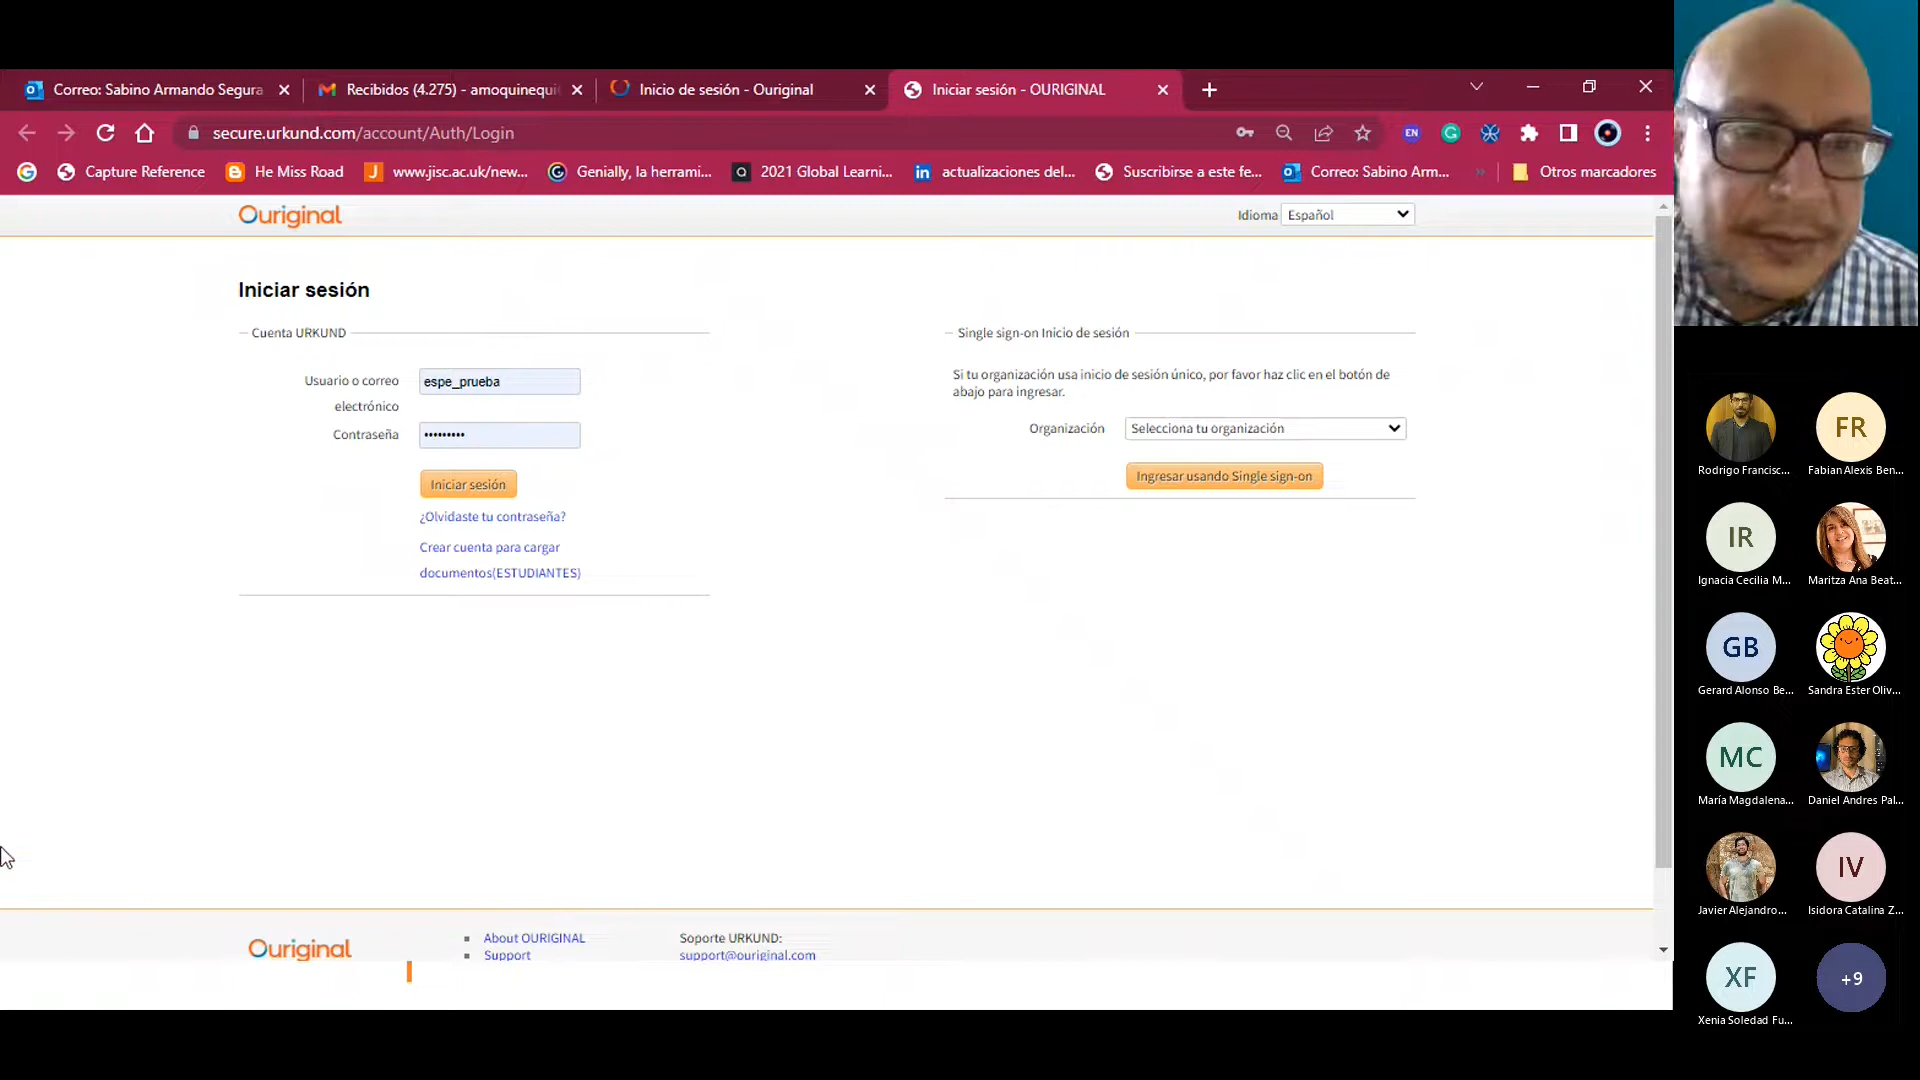 Correo: Sabino Armando Segura
Recibidos (4.275) - amoquinequi
Inicio de sesión - Ouriginal
Iniciar sesión - OURIGINAL
secure.urkund.com/account/Auth/Login
EN
Capture Reference
He Miss Road
www.jisc.ac.uk/new...
Genially, la herrami...
2021 Global Learni...
actualizaciones del...
Suscribirse a este fe...
Correo: Sabino Arm...
Otros marcadores
Ouriginal
Idioma
Español
Iniciar sesión
Cuenta URKUND
Usuario o correo
electrónico
espe_prueba
Contraseña
•••••••••
Iniciar sesión
¿Olvidaste tu contraseña?
Crear cuenta para cargar
documentos(ESTUDIANTES)
Single sign-on Inicio de sesión
Si tu organización usa inicio de sesión único, por favor haz clic en el botón de
abajo para ingresar.
Organización
Selecciona tu organización
Ingresar usando Single sign-on
Ouriginal
About OURIGINAL
Support
Soporte URKUND:
support@ouriginal.com
Rodrigo Francisc...
FR
Fabian Alexis Ben...
IR
Ignacia Cecilia M...
Maritza Ana Beat...
GB
Gerard Alonso Be...
Sandra Ester Oliv...
MC
María Magdalena...
Daniel Andres Pal...
Javier Alejandro...
IV
Isidora Catalina Z...
XF
Xenia Soledad Fu...
+9